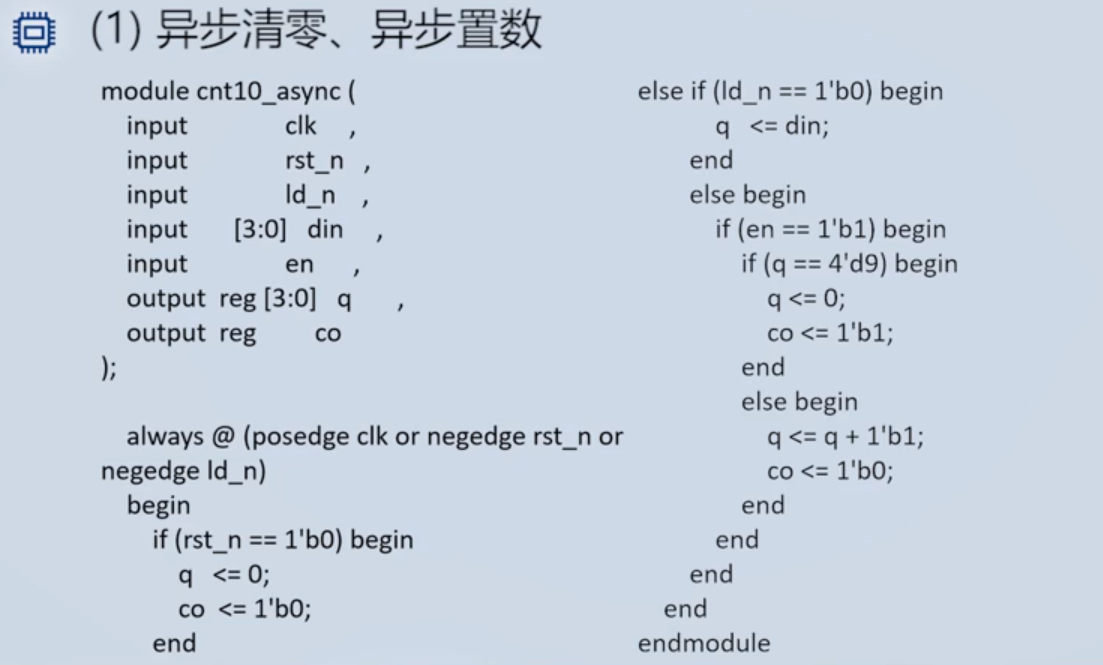 (1) 异步清零、异步置数
module cnt10_async (
input clk ,
input rst_n ,
input ld_n ,
input [3:0] din ,
input en ,
output reg [3:0] q ,
output reg co
);
always @ (posedge clk or negedge rst_n or
negedge ld_n)
begin
if (rst_n == 1'b0) begin
q <= 0;
co <= 1'b0;
end
else if (ld_n == 1'b0) begin
q <= din;
end
else begin
if (en == 1'b1) begin
if (q == 4'd9) begin
q <= 0;
co <= 1'b1;
end
else begin
q <= q + 1'b1;
co <= 1'b0;
end
end
end
end
endmodule